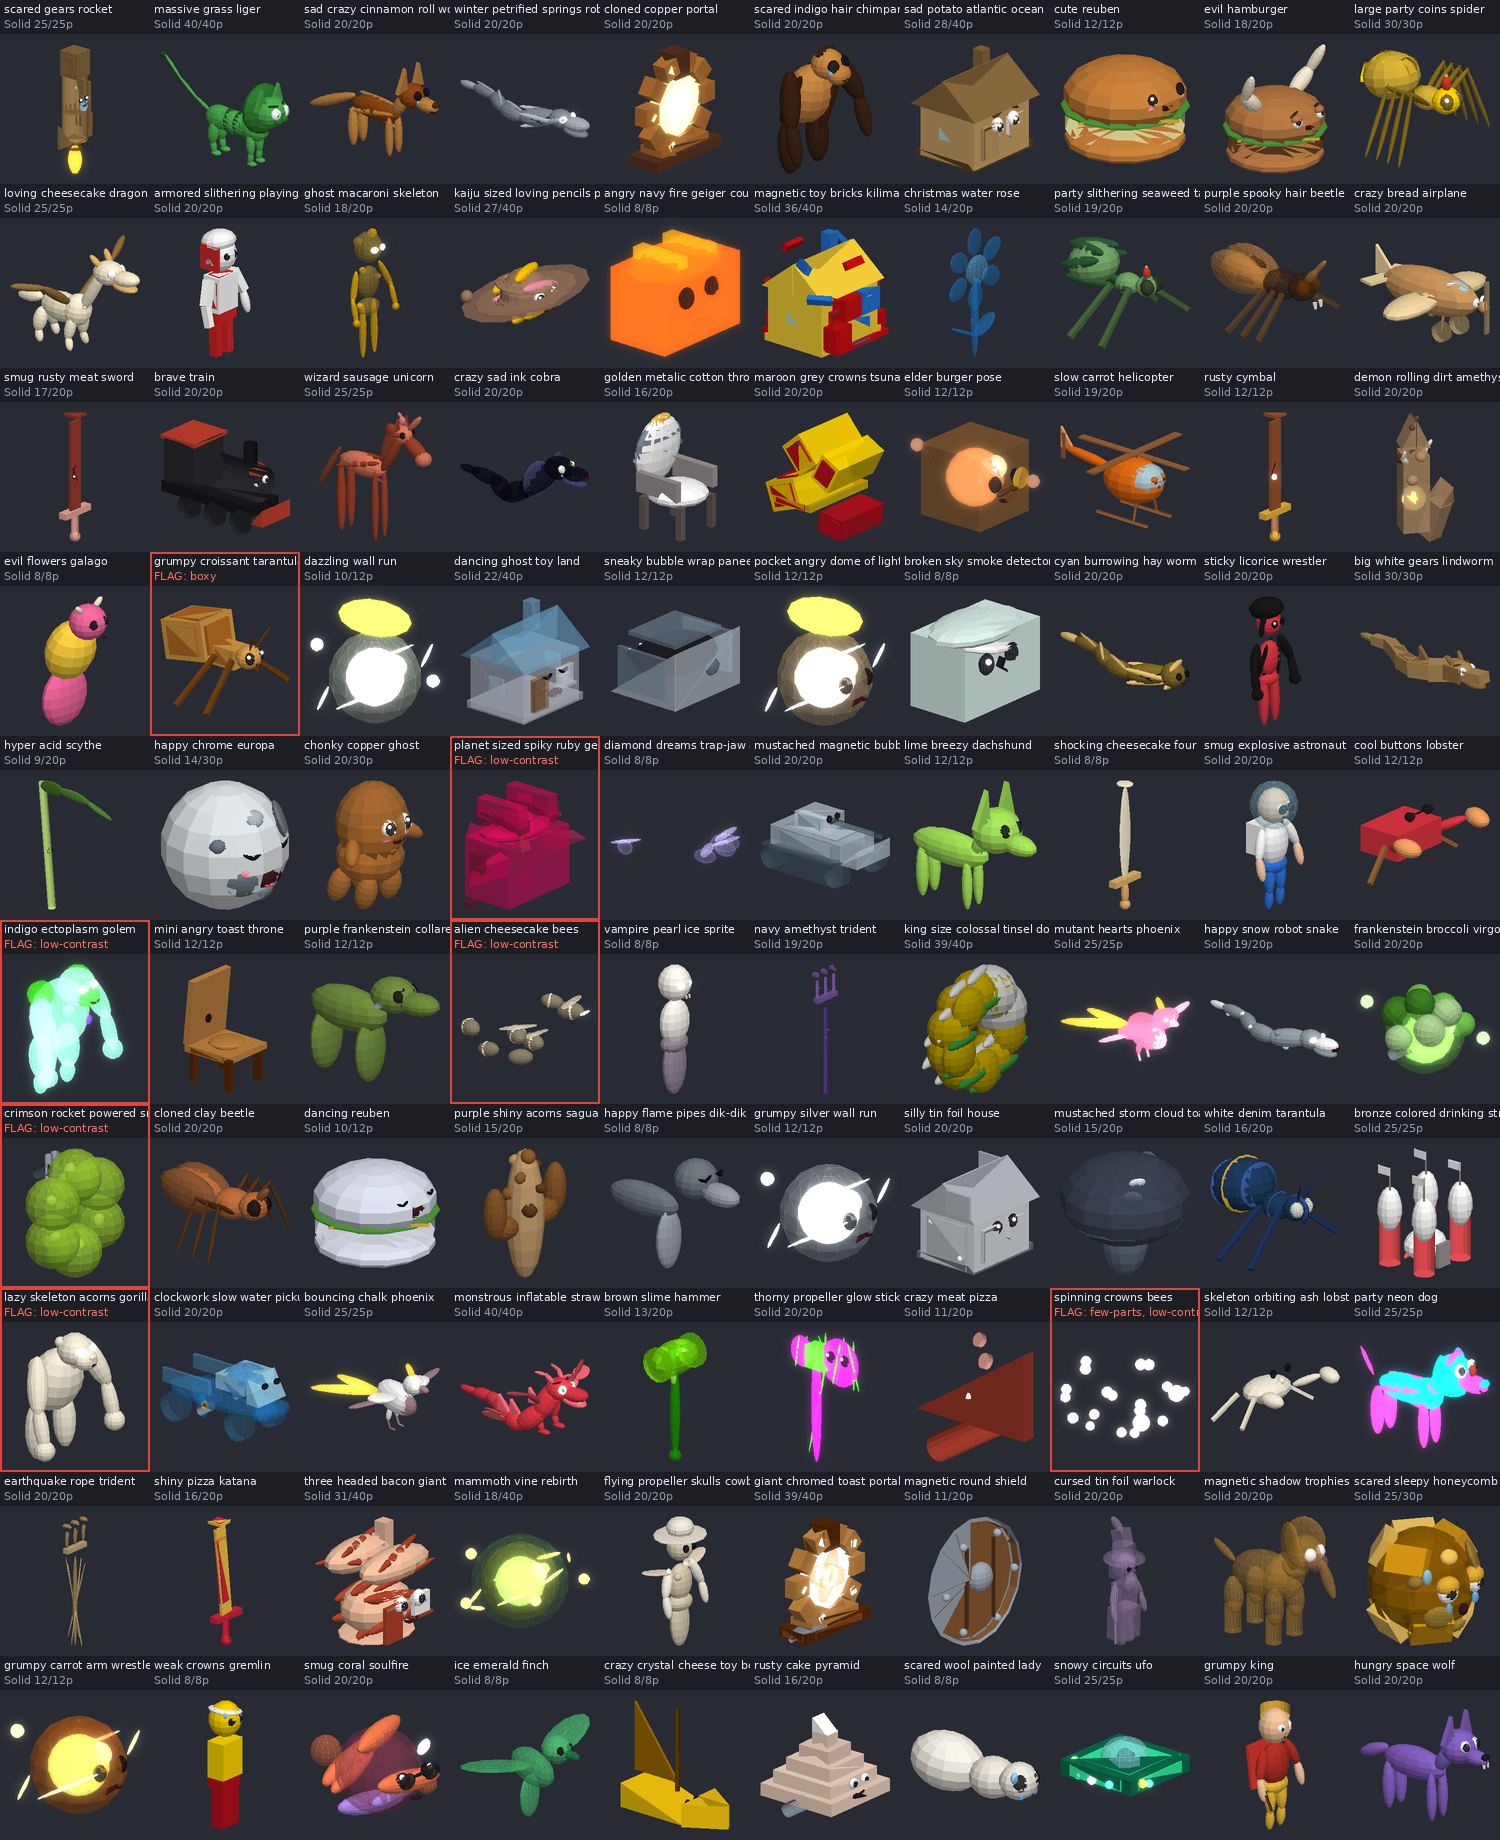 scared gears rocket
Solid 25/25p
massive grass liger
Solid 40/40p
sad crazy cinnamon roll
Solid 20/20p
winter petrified springs
Solid 20/20p
cloned copper portal
Solid 20/20p
scared indigo hair
Solid 20/20p
sad potato atlantic ocean
Solid 28/40p
cute reuben
Solid 12/12p
evil hamburger
Solid 18/20p
large party coins spider
Solid 30/30p
loving cheesecake dragon
Solid 25/25p
armored slithering playing
Solid 20/20p
ghost macaroni skeleton
Solid 18/20p
kaiju sized loving pencils
Solid 27/40p
angry navy fire geiger
Solid 8/8p
magnetic toy bricks
Solid 36/40p
christmas water rose
Solid 14/20p
party slithering seaweed
Solid 19/20p
purple spooky hair beetle
Solid 20/20p
crazy bread airplane
Solid 20/20p
smug rusty meat sword
Solid 17/20p
brave train
Solid 20/20p
wizard sausage unicorn
Solid 25/25p
crazy sad ink cobra
Solid 20/20p
golden metalic cotton
Solid 16/20p
maroon grey crowns
Solid 20/20p
elder burger pose
Solid 12/12p
slow carrot helicopter
Solid 19/20p
rusty cymbal
Solid 12/12p
demon rolling dirt
Solid 20/20p
evil flowers galago
Solid 8/8p
grumpy croissant tarantul
FLAG: boxy
dazzling wall run
Solid 10/12p
dancing ghost toy land
Solid 22/40p
sneaky bubble wrap
Solid 12/12p
pocket angry dome of light
Solid 12/12p
broken sky smoke detector
Solid 8/8p
cyan burrowing hay worm
Solid 20/20p
sticky licorice wrestler
Solid 20/20p
big white gears lindworm
Solid 30/30p
hyper acid scythe
Solid 9/20p
happy chrome europa
Solid 14/30p
chonky copper ghost
Solid 20/30p
planet sized spiky ruby ge
FLAG: low-contrast
diamond dreams trap-jaw
Solid 8/8p
mustached magnetic
Solid 20/20p
lime breezy dachshund
Solid 12/12p
shocking cheesecake four
Solid 8/8p
smug explosive astronaut
Solid 20/20p
cool buttons lobster
Solid 12/12p
indigo ectoplasm golem
FLAG: low-contrast
mini angry toast throne
Solid 12/12p
purple frankenstein collare
Solid 12/12p
alien cheesecake bees
FLAG: low-contrast
vampire pearl ice sprite
Solid 8/8p
navy amethyst trident
Solid 19/20p
king size colossal tinsel do
Solid 39/40p
mutant hearts phoenix
Solid 25/25p
happy snow robot snake
Solid 19/20p
frankenstein broccoli virgo
Solid 20/20p
crimson rocket powered
FLAG: low-contrast
cloned clay beetle
Solid 20/20p
dancing reuben
Solid 10/12p
purple shiny acorns sagua
Solid 15/20p
happy flame pipes dik-dik
Solid 8/8p
grumpy silver wall run
Solid 12/12p
silly tin foil house
Solid 20/20p
mustached storm cloud
Solid 15/20p
white denim tarantula
Solid 16/20p
bronze colored drinking
Solid 25/25p
lazy skeleton acorns gorill
FLAG: low-contrast
clockwork slow water
Solid 20/20p
bouncing chalk phoenix
Solid 25/25p
monstrous inflatable straw
Solid 40/40p
brown slime hammer
Solid 13/20p
thorny propeller glow stick
Solid 20/20p
crazy meat pizza
Solid 11/20p
spinning crowns bees
FLAG: few-parts, low-contr
skeleton orbiting ash lobst
Solid 12/12p
party neon dog
Solid 25/25p
earthquake rope trident
Solid 20/20p
shiny pizza katana
Solid 16/20p
three headed bacon giant
Solid 31/40p
mammoth vine rebirth
Solid 18/40p
flying propeller skulls
Solid 20/20p
giant chromed toast portal
Solid 39/40p
magnetic round shield
Solid 11/20p
cursed tin foil warlock
Solid 20/20p
magnetic shadow trophies
Solid 20/20p
scared sleepy honeycomb
Solid 25/30p
grumpy carrot arm wrestle
Solid 12/12p
weak crowns gremlin
Solid 8/8p
smug coral soulfire
Solid 20/20p
ice emerald finch
Solid 8/8p
crazy crystal cheese toy
Solid 8/8p
rusty cake pyramid
Solid 16/20p
scared wool painted lady
Solid 8/8p
snowy circuits ufo
Solid 25/25p
grumpy king
Solid 20/20p
hungry space wolf
Solid 20/20p